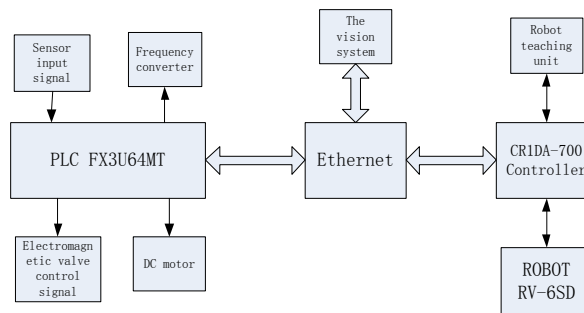 Sensor
input
signal
Frequency
converter
The
vision
system
Robot
teaching
unit
PLC FX3U64MT
Ethernet
CR1DA-700
Controller
Electromagn
etic valve
control
signal
DC motor
ROBOT
RV-6SD